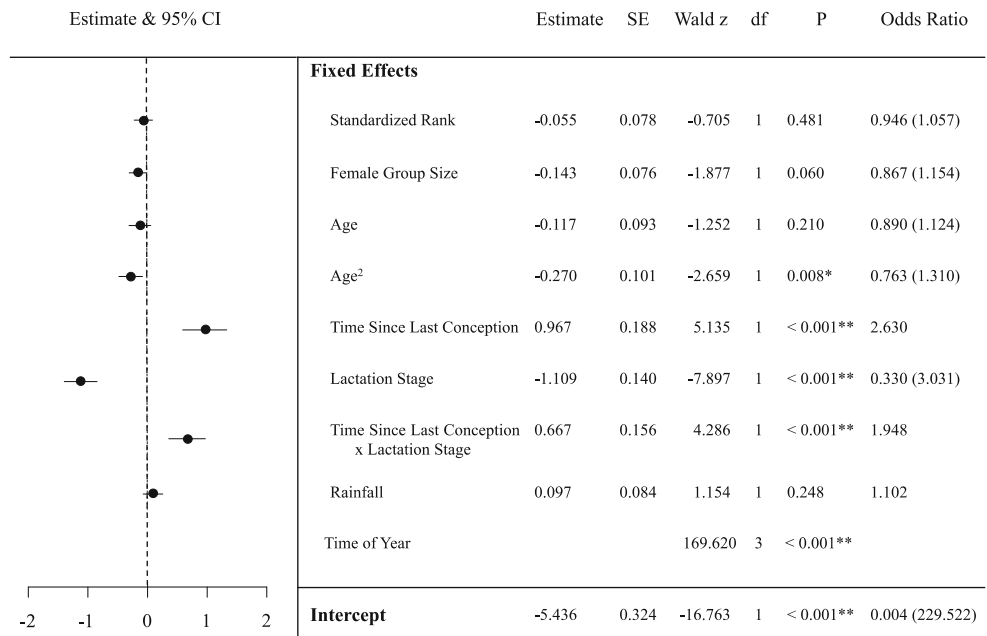 Estimate & 95% CI Estimate SE Wald z df P Odds Ratio
Fixed Effects
Standardized Rank -0.055 0.078 -0.705 1 0.481 0.946 (1.057)
Female Group Size -0.143 0.076 -1.877 1 0.060 0.867 (1.154)
Age -0.117 0.093 -1.252 1 0.210 0.890 (1.124)
Age² -0.270 0.101 -2.659 1 0.008* 0.763 (1.310)
Time Since Last Conception 0.967 0.188 5.135 1 < 0.001** 2.630
Lactation Stage -1.109 0.140 -7.897 1 < 0.001** 0.330 (3.031)
Time Since Last Conception 0.667 0.156 4.286 1 < 0.001** 1.948
x Lactation Stage
Rainfall 0.097 0.084 1.154 1 0.248 1.102
Time of Year 169.620 3 < 0.001**
-2 -1 0 1 2
Intercept -5.436 0.324 -16.763 1 < 0.001** 0.004 (229.522)